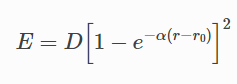 E = D[1 − e^{−α(r−r₀)}]²